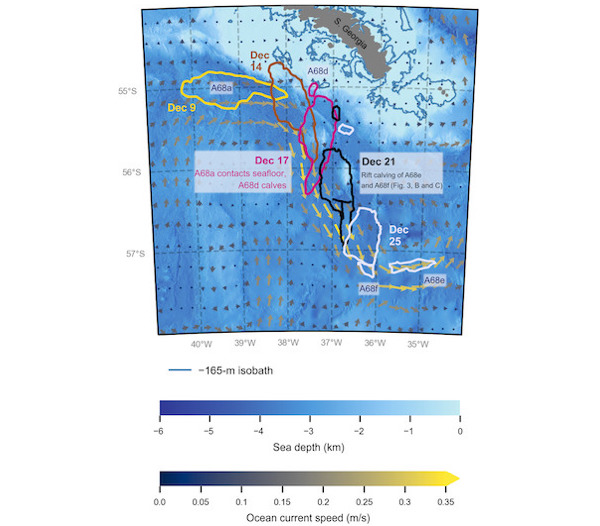 S. Georgia
Dec
14
A68d
55°S
A68a
Dec 9
Dec 17
A68a contacts seafloor,
A68d calves
Dec 21
Rift calving of A68e
and A68f (Fig. 3, B and C)
56°S
Dec
25
57°S
A68f
A68e
40°W
39°W
38°W
37°W
36°W
35°W
−165-m isobath
−6
−5
−4
−3
−2
−1
0
Sea depth (km)
0.0
0.05
0.1
0.15
0.2
0.25
0.3
0.35
Ocean current speed (m/s)